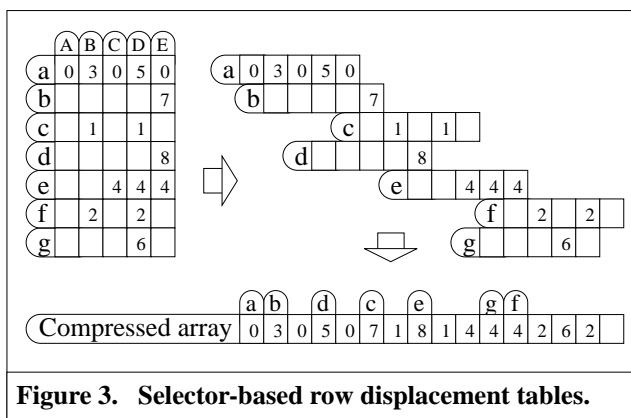 A B C D E
a 0 3 0 5 0
b 7
c 1 1
d 8
e 4 4 4
f 2 2
g 6
a 0 3 0 5 0
b 7
c 1 1
d 8
e 4 4 4
f 2 2
g 6
a b d c e g f
Compressed array 0 3 0 5 0 7 1 8 1 4 4 4 2 6 2
Figure 3. Selector-based row displacement tables.